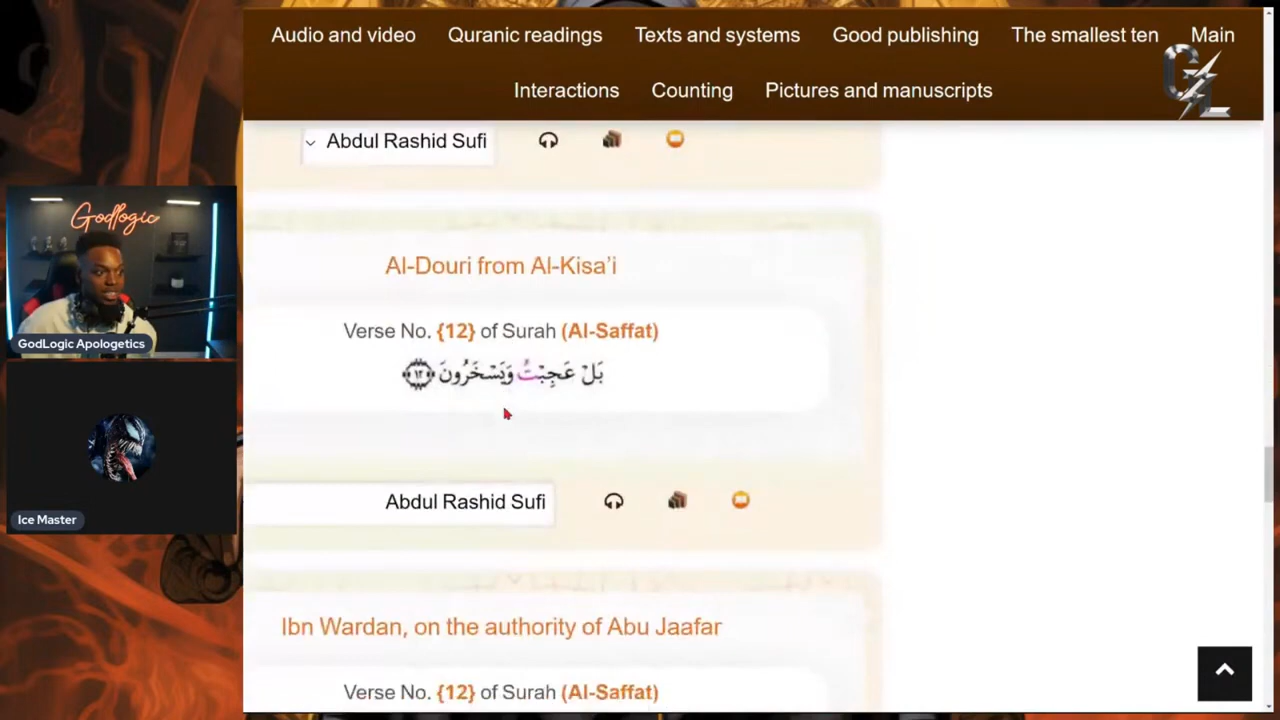 Audio and video Quranic readings Texts and systems Good publishing The smallest ten Main
Interactions Counting Pictures and manuscripts
GL
Abdul Rashid Sufi
Godlogic
Al-Douri from Al-Kisa'i
Verse No. {12} of Surah (Al-Saffat)
GodLogic Apologetics
بَلْ عَجِبْتُ وَيَسْخَرُونَ ﴿١٢﴾
Abdul Rashid Sufi
Ice Master
Ibn Wardan, on the authority of Abu Jaafar
Verse No. {12} of Surah (Al-Saffat)